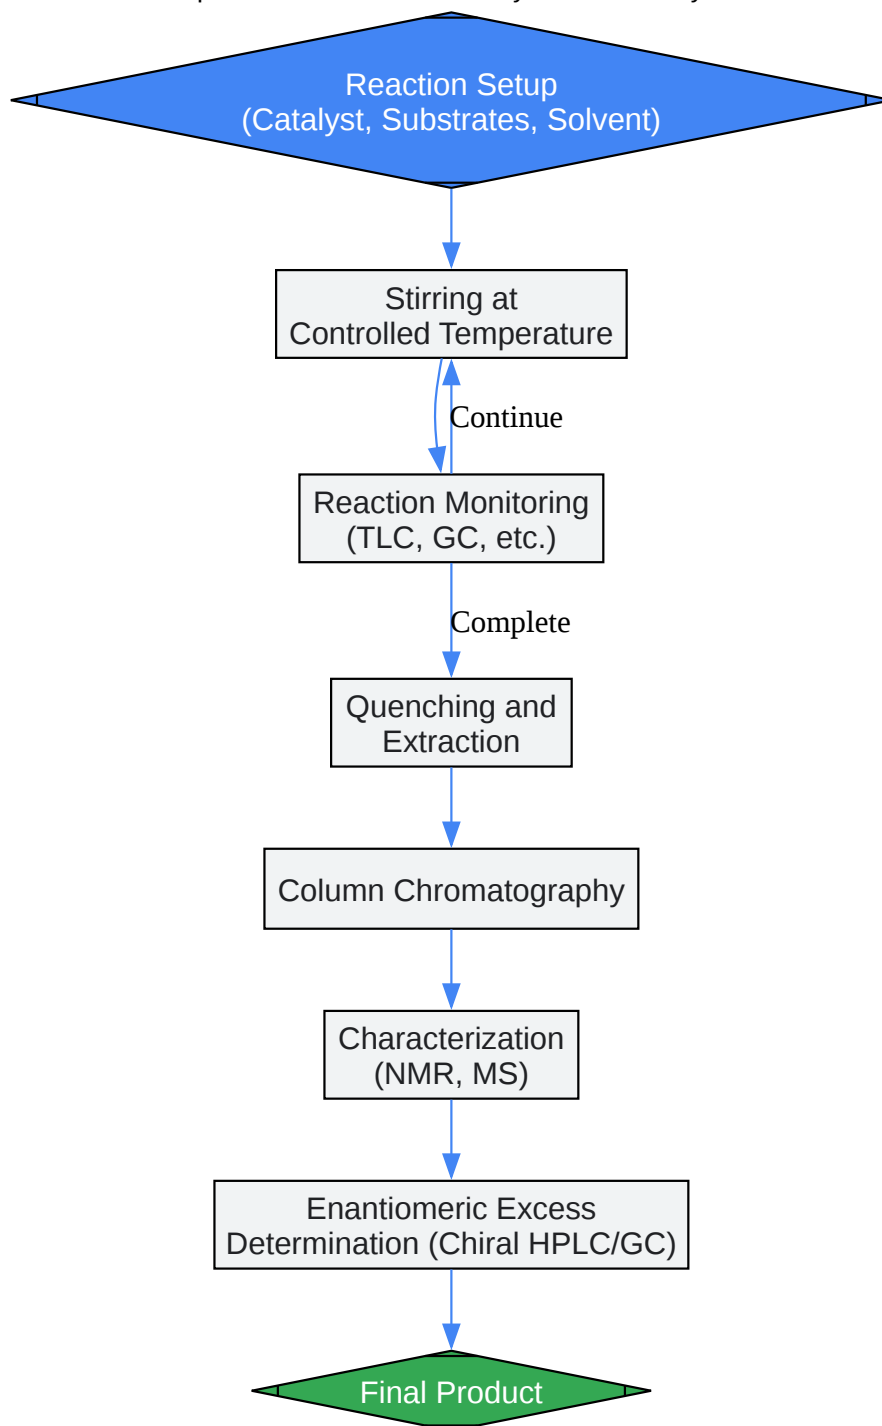 Reaction Setup
(Catalyst, Substrates, Solvent)
Stirring at
Controlled Temperature
Continue
Reaction Monitoring
(TLC, GC, etc.)
Complete
Quenching and
Extraction
Column Chromatography
Characterization
(NMR, MS)
Enantiomeric Excess
Determination (Chiral HPLC/GC)
Final Product